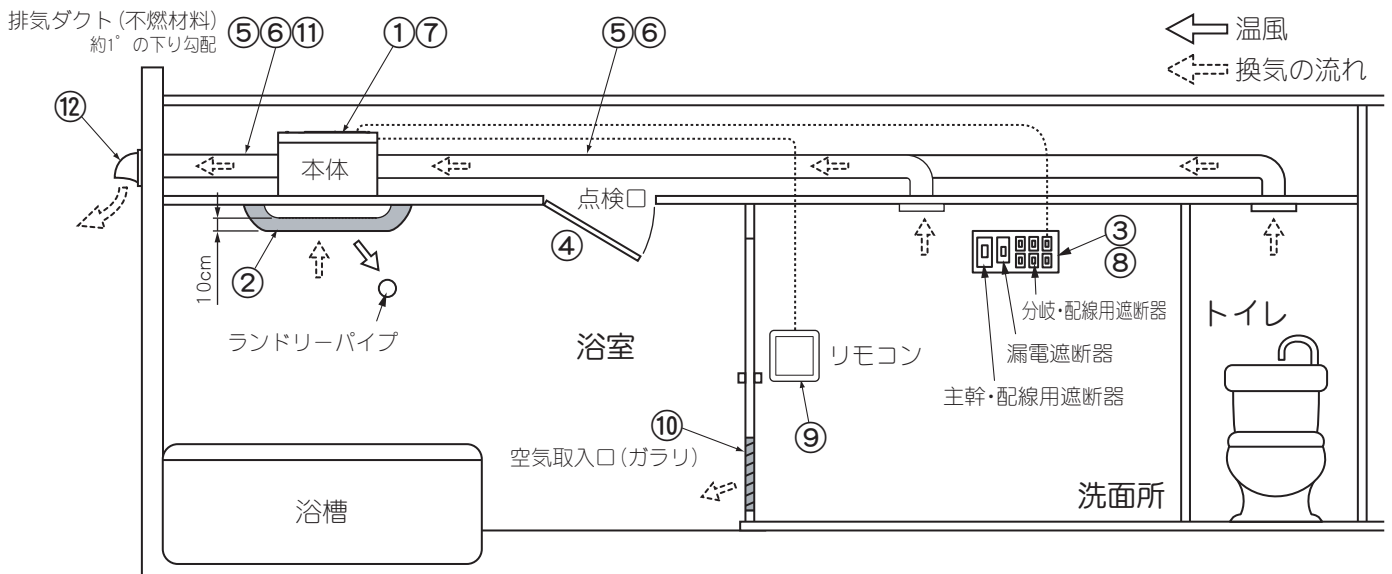 排気ダクト(不燃材料)
約1°の下り勾配
⑤⑥⑪
①⑦
⑤⑥
温風
換気の流れ
⑫
本体
点検口
④
②
10cm
③
⑧
分岐・配線用遮断器
漏電遮断器
主幹・配線用遮断器
トイレ
ランドリーパイプ
浴室
リモコン
⑨
⑩
空気取入口(ガラリ)
洗面所
浴槽